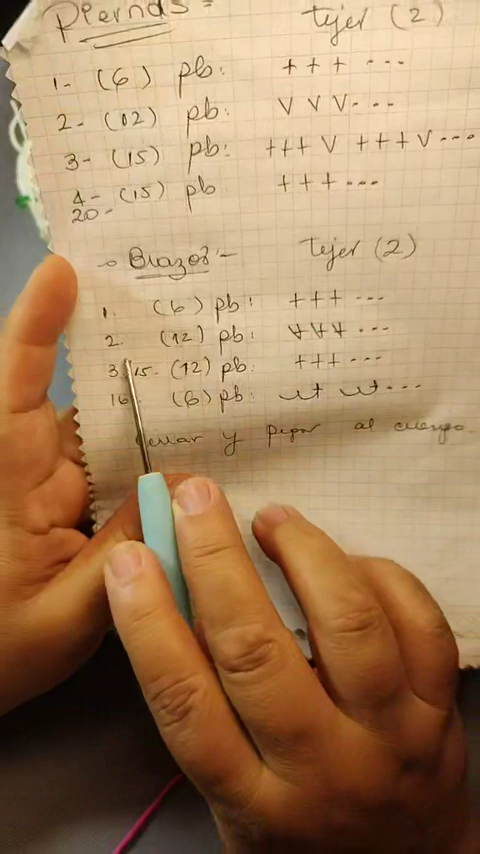 Piernas = tejer (2)
1- (6) pb: + + + ...
2- (12) pb: V V V ...
3- (15) pb: +++ V +++ V ...
4- (15) pb: +++ ...
20-
Brazos:- tejer (2)
1. (6) pb: +++ ...
2. (12) pb: VVV ...
3-15- (12) pb: +++ ...
16. (6) pb:
y pegar al cuerpo.